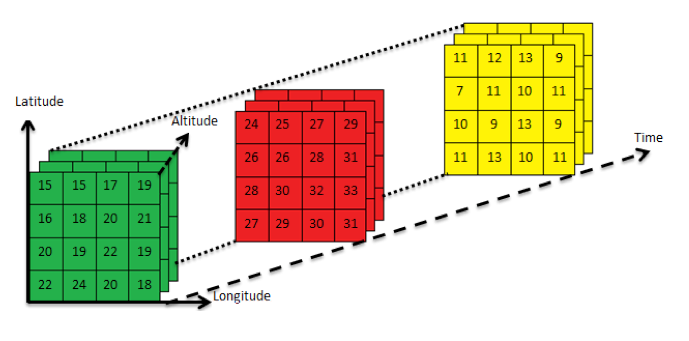 Latitude
Altitude
Time
Longitude
15 15 17 19
16 18 20 21
20 19 22 19
22 24 20 18
24 25 27 29
26 26 28 31
28 30 32 33
27 29 30 31
11 12 13 9
7 11 10 11
10 9 13 9
11 13 10 11